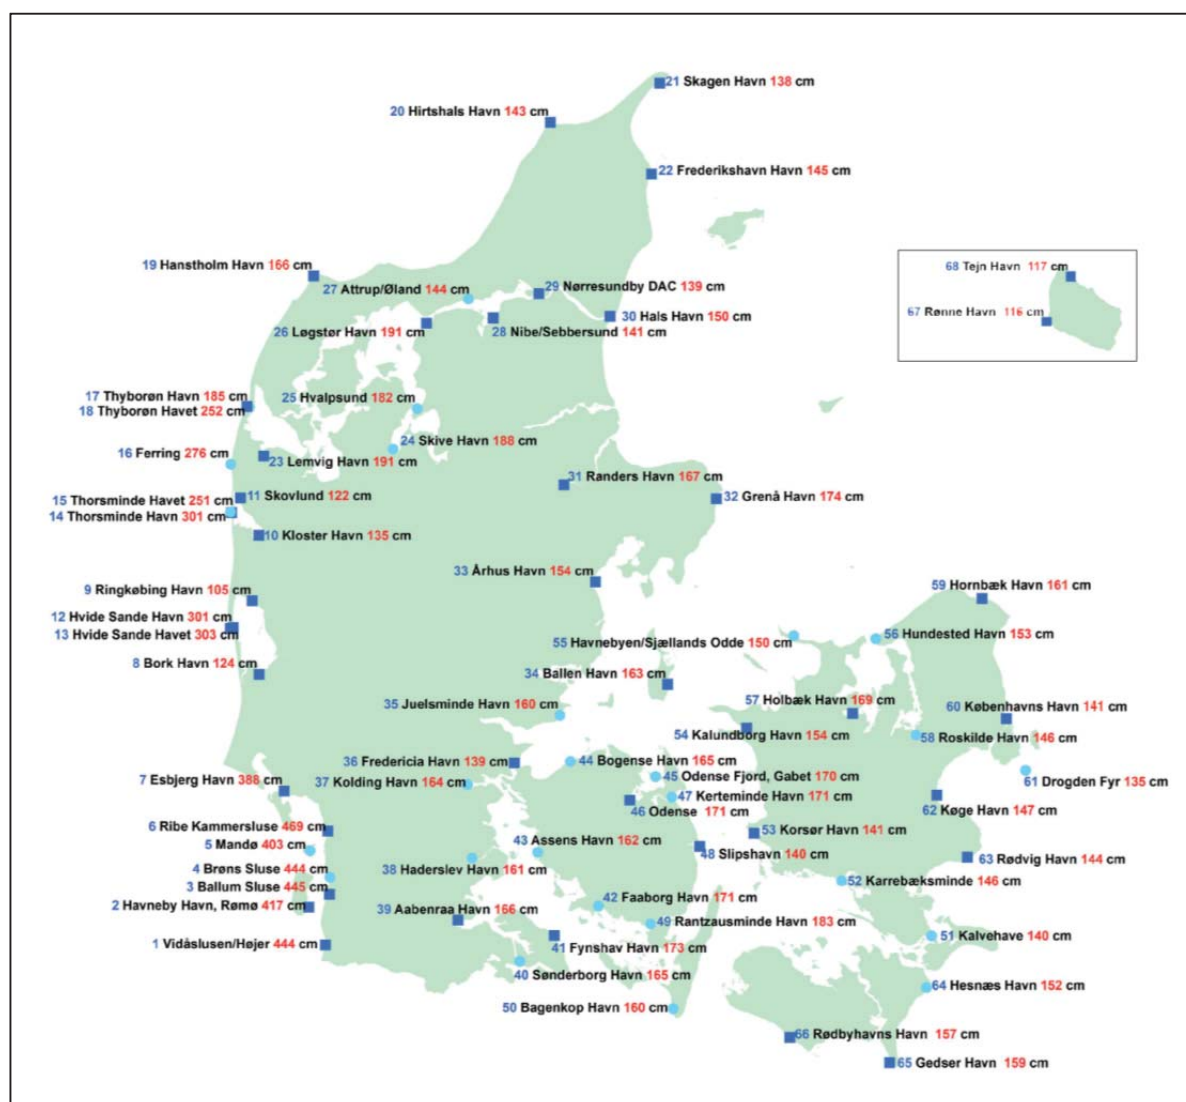 21 Skagen Havn 138 cm
20 Hirtshals Havn 143 cm
22 Frederikshavn Havn 145 cm
19 Hanstholm Havn 166 cm
68 Tejn Havn 117 cm
27 Attrup/Øland 144 cm
29 Nørresundby DAC 139 cm
67 Rønne Havn 116 cm
30 Hals Havn 150 cm
26 Løgstør Havn 191 cm
28 Nibe/Sebbersund 141 cm
17 Thyborøn Havn 185 cm
25 Hvalpsund 182 cm
18 Thyborøn Havet 252 cm
24 Skive Havn 188 cm
16 Ferring 276 cm
23 Lemvig Havn 191 cm
31 Randers Havn 167 cm
15 Thorsminde Havet 251 cm
11 Skovlund 122 cm
32 Grenå Havn 174 cm
14 Thorsminde Havn 301 cm
10 Kloster Havn 135 cm
33 Århus Havn 154 cm
59 Hornbæk Havn 161 cm
9 Ringkøbing Havn 105 cm
12 Hvide Sande Havn 301 cm
13 Hvide Sande Havet 303 cm
56 Hundested Havn 153 cm
55 Havnebyen/Sjællands Odde 150 cm
8 Bork Havn 124 cm
34 Ballen Havn 163 cm
57 Holbæk Havn 169 cm
35 Juelsminde Havn 160 cm
60 Københavns Havn 141 cm
54 Kalundborg Havn 154 cm
58 Roskilde Havn 146 cm
36 Fredericia Havn 139 cm
44 Bogense Havn 165 cm
7 Esbjerg Havn 388 cm
37 Kolding Havn 164 cm
45 Odense Fjord, Gabet 170 cm
61 Drogden Fyr 135 cm
47 Kerteminde Havn 171 cm
46 Odense 171 cm
62 Køge Havn 147 cm
6 Ribe Kammersluse 469 cm
53 Korsør Havn 141 cm
43 Assens Havn 162 cm
5 Mandø 403 cm
48 Slipshavn 140 cm
63 Rødvig Havn 144 cm
4 Brøns Sluse 444 cm
38 Haderslev Havn 161 cm
52 Karrebæksminde 146 cm
3 Ballum Sluse 445 cm
42 Faaborg Havn 171 cm
2 Havneby Havn, Rømø 417 cm
39 Aabenraa Havn 166 cm
49 Rantzausminde Havn 183 cm
51 Kalvehave 140 cm
1 Vidåslusen/Højer 444 cm
41 Fynshav Havn 173 cm
40 Sønderborg Havn 165 cm
64 Hesnæs Havn 152 cm
50 Bagenkop Havn 160 cm
66 Rødbyhavns Havn 157 cm
65 Gedser Havn 159 cm